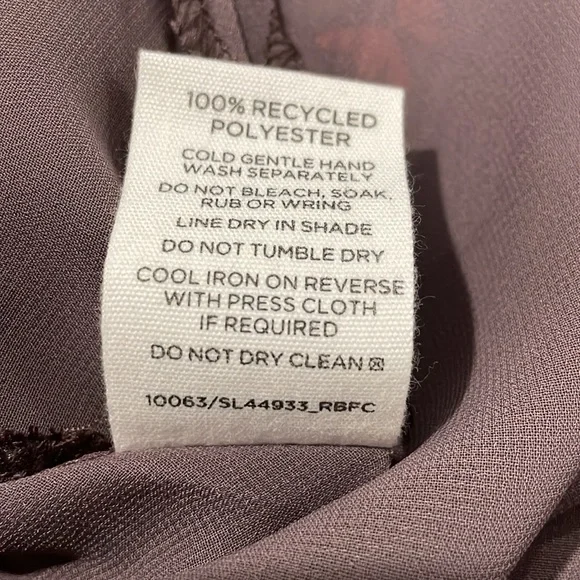 100% RECYCLED
POLYESTER
COLD GENTLE HAND
WASH SEPARATELY
DO NOT BLEACH, SOAK,
RUB OR WRING
LINE DRY IN SHADE
DO NOT TUMBLE DRY
COOL IRON ON REVERSE
WITH PRESS CLOTH
IF REQUIRED
DO NOT DRY CLEAN
10063/SL44933_RBFC